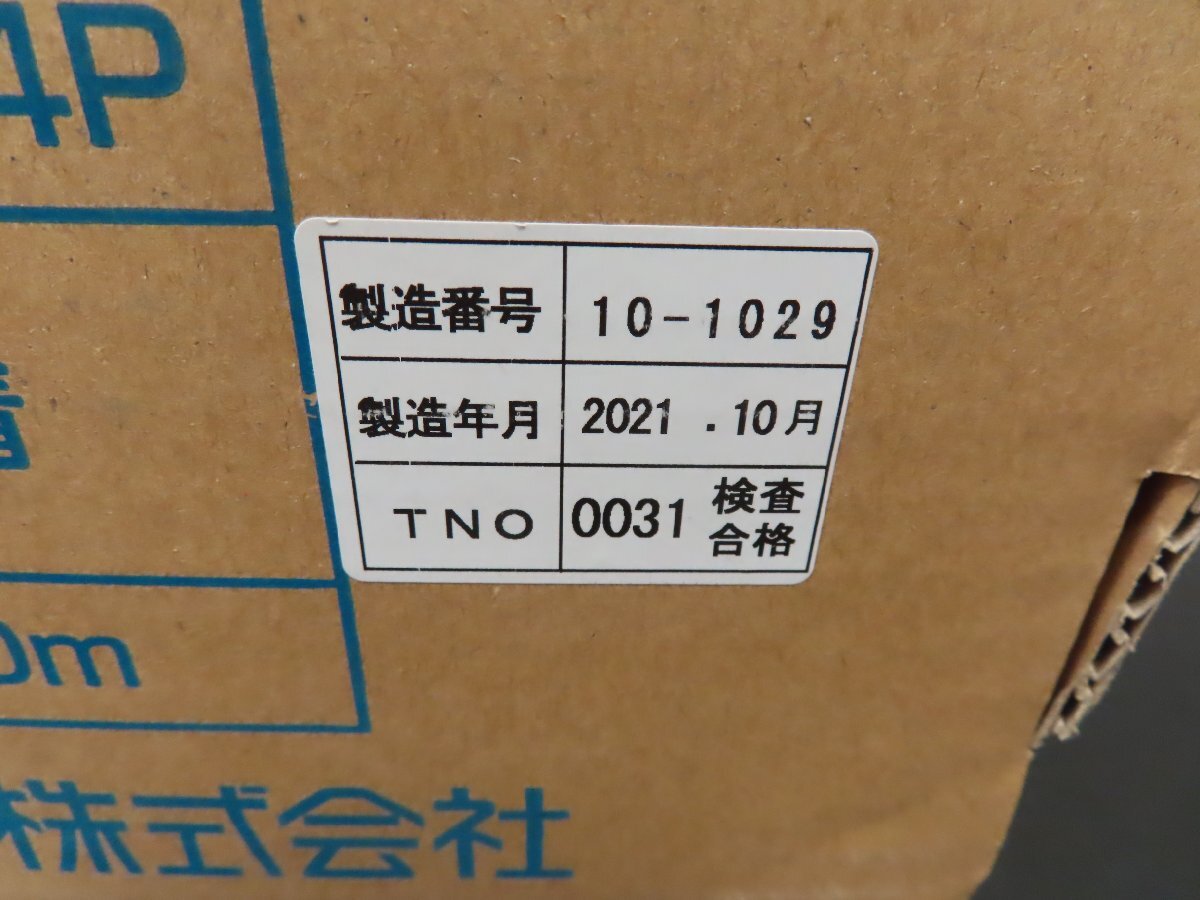 4P
製造番号 10-1029
製造年月 2021 .10月
TNO 0031 検査合格
0m
株式会社